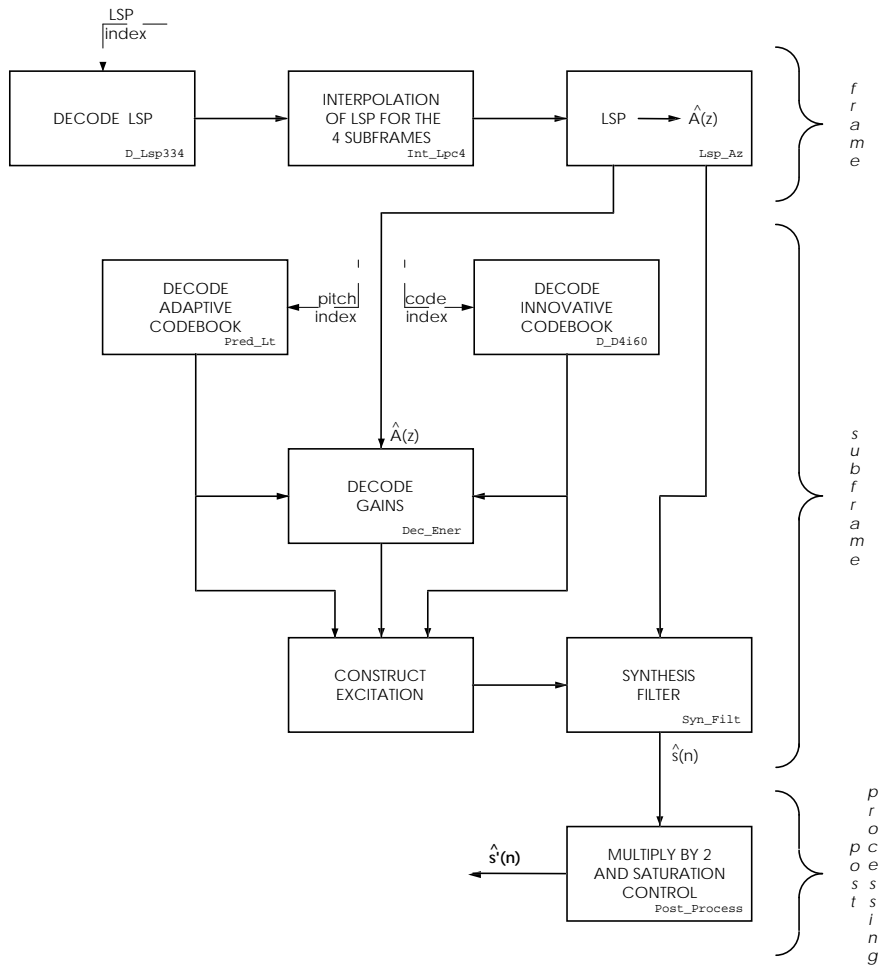 LSP
index
DECODE LSP
D_Lsp334
INTERPOLATION
OF LSP FOR THE
4 SUBFRAMES
Int_Lpc4
LSP Â(z)
Lsp_Az
frame
DECODE
ADAPTIVE
CODEBOOK
Pred_Lt
pitch
index
code
index
DECODE
INNOVATIVE
CODEBOOK
D_D4i60
Â(z)
DECODE
GAINS
Dec_Ener
subframe
CONSTRUCT
EXCITATION
SYNTHESIS
FILTER
Syn_Filt
ŝ(n)
ŝ'(n)
MULTIPLY BY 2
AND SATURATION
CONTROL
Post_Process
post
processing